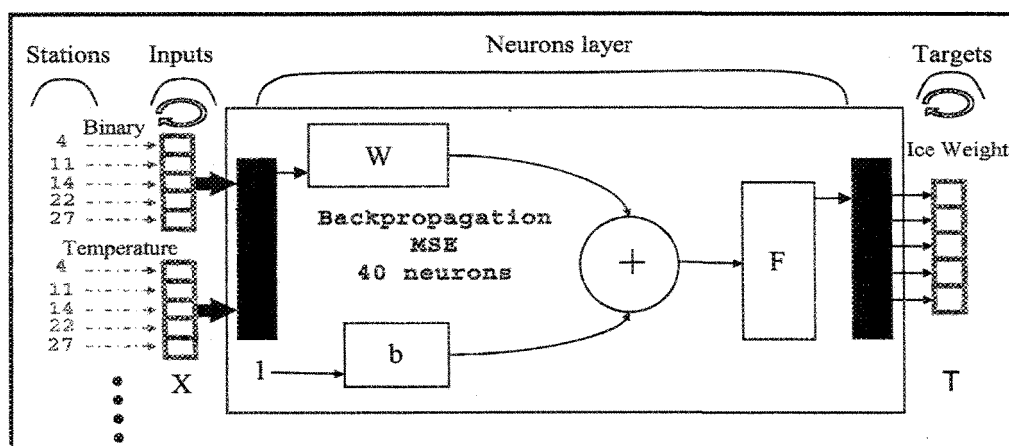 Neurons layer
Stations
Inputs
Targets
Binary
4
11
14
22
27
Temperature
4
11
14
22
27
X
W
Backpropagation
MSE
40 neurons
1
b
+
F
Ice Weight
T